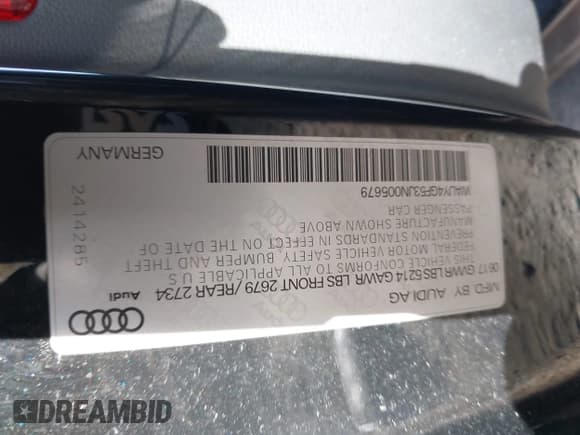 MFD BY AUDI AG
Audi
06.17 GVWR LBS 5214 GAWR LBS FRONT 2679 /REAR 2734
THIS VEHICLE CONFORMS TO ALL APPLICABLE U S
FEDERAL MOTOR VEHICLE SAFETY, BUMPER AND THEFT
PREVENTION STANDARDS IN EFFECT ON THE DATE OF
MANUFACTURE SHOWN ABOVE
PASSENGER CAR
2414285
WAUY4GF53JN005679
GERMANY
DREAMBID